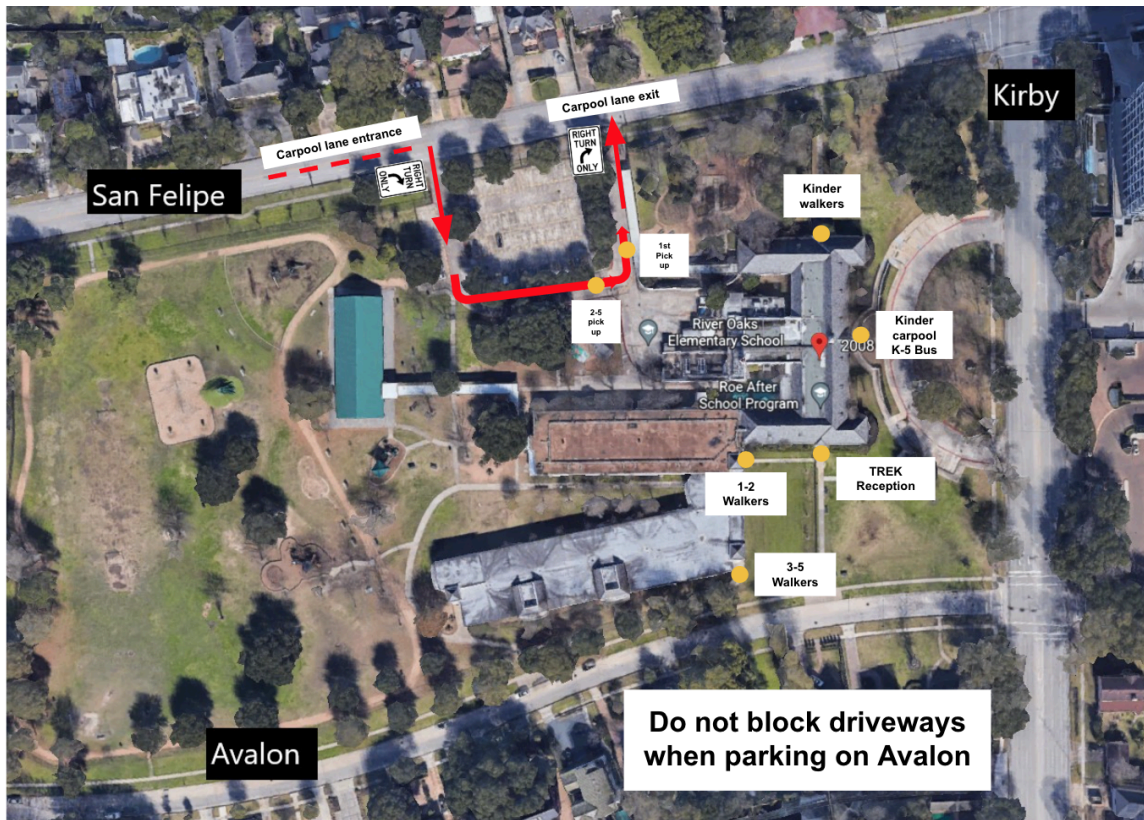 Carpool lane exit
Kirby
Carpool lane entrance
RIGHT TURN
ONLY
RIGHT TURN
ONLY
San Felipe
Kinder
walkers
1st
Pick
up
2-5
pick
up
River Oaks
Elementary School
2008
Kinder
carpool
K-5 Bus
Roe After
School Program
1-2
Walkers
TREK
Reception
3-5
Walkers
Do not block driveways
when parking on Avalon
Avalon